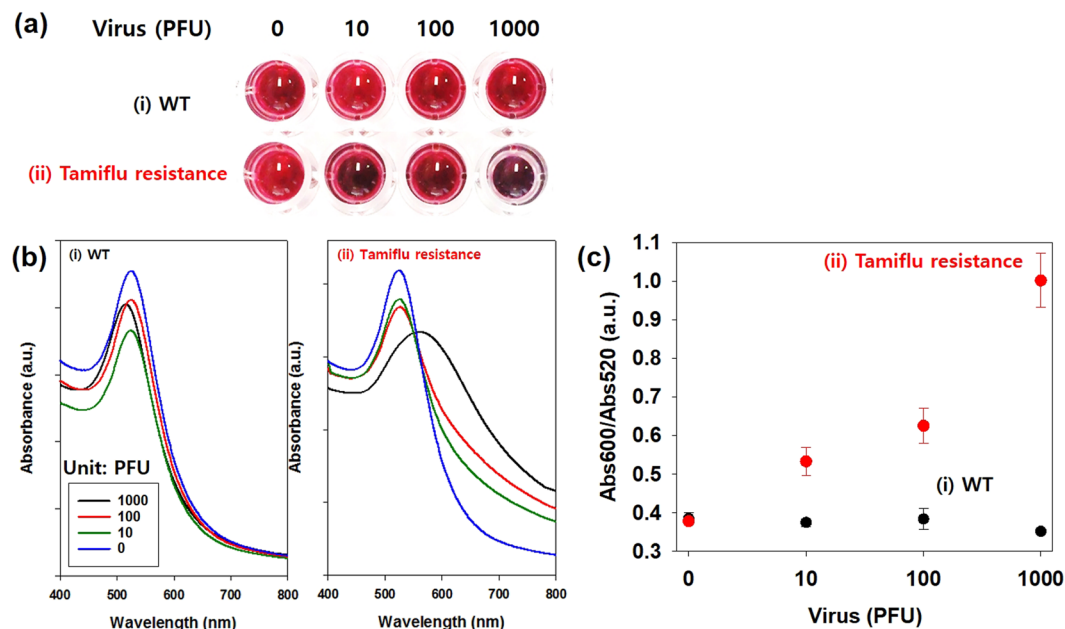 (a) Virus (PFU) 0 10 100 1000
(i) WT
(ii) Tamiflu resistance
(b)
(i) WT
Absorbance (a.u.)
Unit: PFU
1000
100
10
0
400 500 600 700 800
Wavelength (nm)
(ii) Tamiflu resistance
Absorbance (a.u.)
400 500 600 700 800
Wavelength (nm)
(c)
(ii) Tamiflu resistance
(i) WT
Abs600/Abs520 (a.u.)
1.1
1.0
0.9
0.8
0.7
0.6
0.5
0.4
0.3
0 10 100 1000
Virus (PFU)